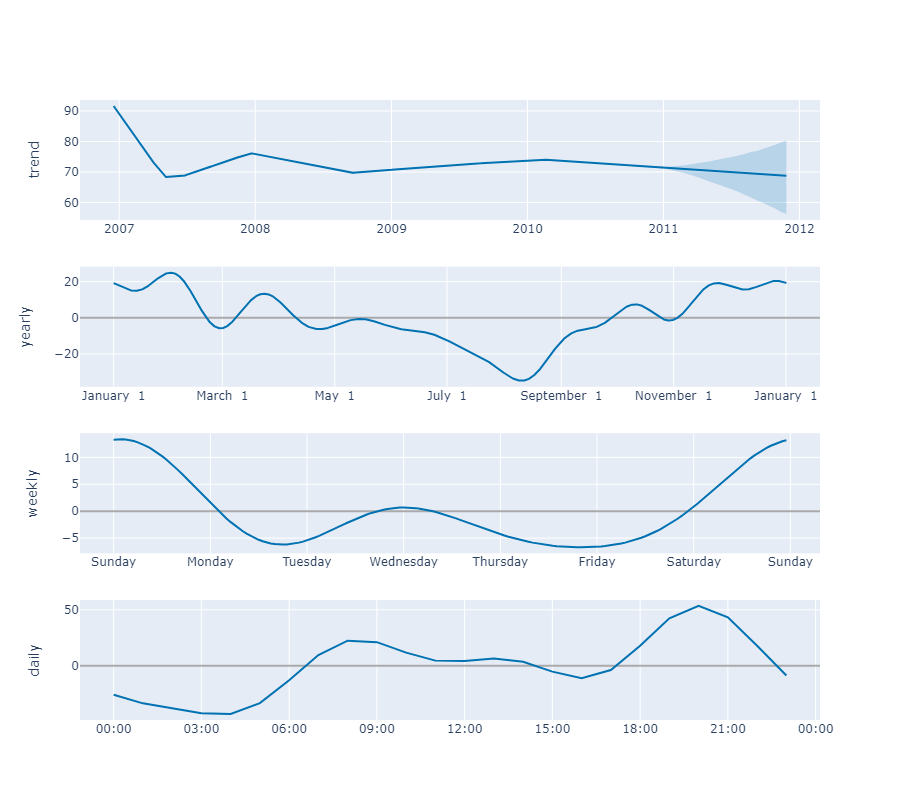 trend
90
80
70
60
2007 2008 2009 2010 2011 2012
yearly
20
0
−20
January 1 March 1 May 1 July 1 September 1 November 1 January 1
weekly
10
5
0
−5
Sunday Monday Tuesday Wednesday Thursday Friday Saturday Sunday
daily
50
0
00:00 03:00 06:00 09:00 12:00 15:00 18:00 21:00 00:00